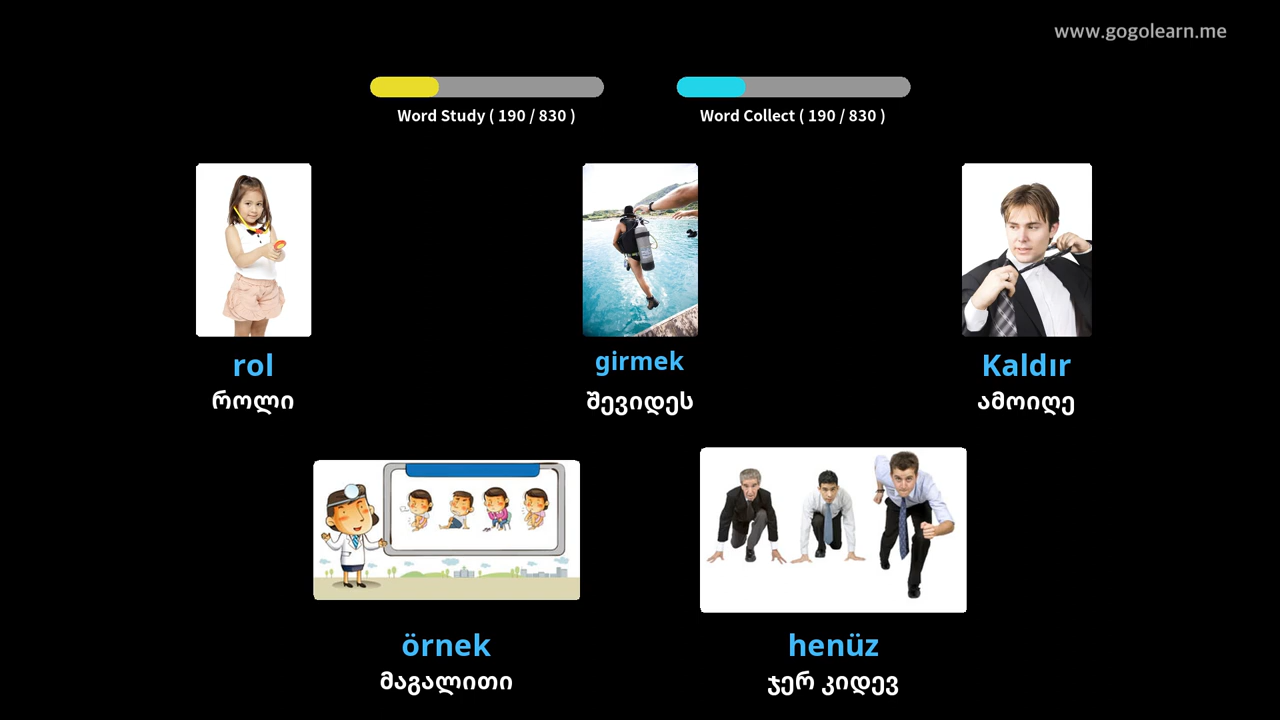 www.gogolearn.me
Word Study ( 190 / 830 )
Word Collect ( 190 / 830 )
rol
როლი
girmek
შევიდეს
Kaldır
ამოიღე
örnek
მაგალითი
henüz
ჯერ კიდევ